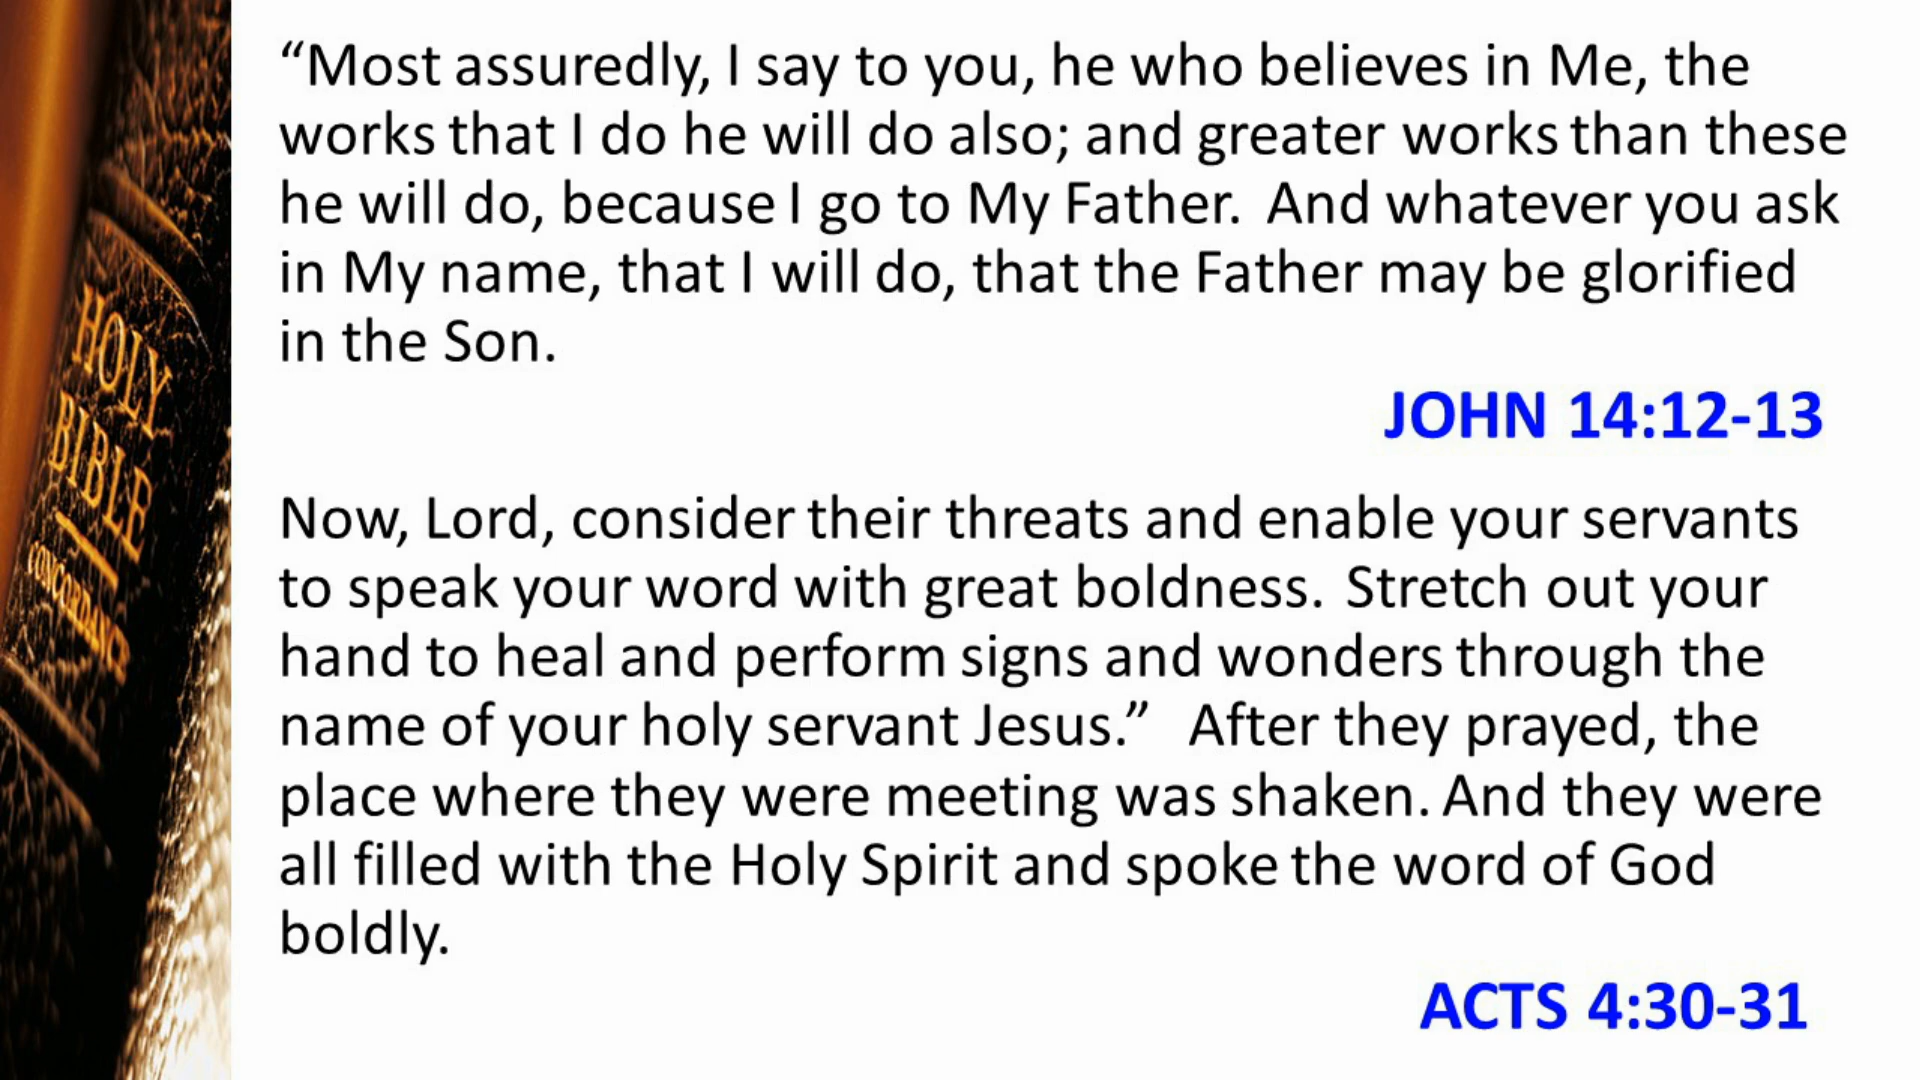 HOLY
BIBLE
CONCORDANCE
“Most assuredly, I say to you, he who believes in Me, the
works that I do he will do also; and greater works than these
he will do, because I go to My Father.  And whatever you ask
in My name, that I will do, that the Father may be glorified
in the Son.
JOHN 14:12-13
Now, Lord, consider their threats and enable your servants
to speak your word with great boldness.  Stretch out your
hand to heal and perform signs and wonders through the
name of your holy servant Jesus.”   After they prayed, the
place where they were meeting was shaken. And they were
all filled with the Holy Spirit and spoke the word of God
boldly.
ACTS 4:30-31